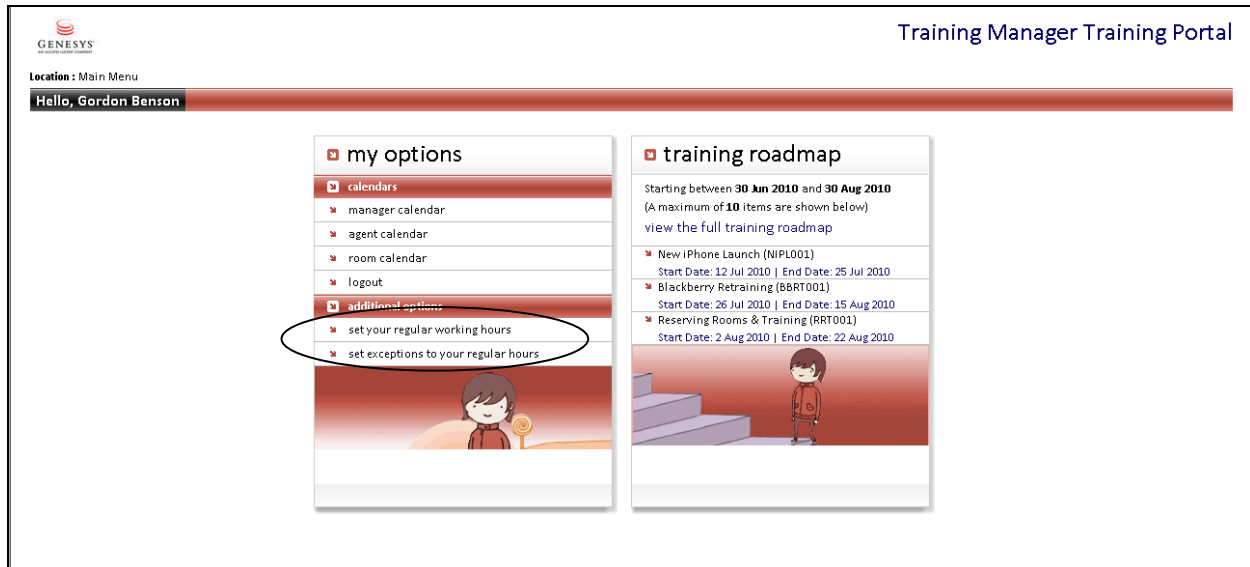 GENESYS
AN ALCATEL-LUCENT COMPANY
Training Manager Training Portal
Location : Main Menu
Hello, Gordon Benson
my options
calendars
manager calendar
agent calendar
room calendar
logout
additional options
set your regular working hours
set exceptions to your regular hours
training roadmap
Starting between 30 Jun 2010 and 30 Aug 2010
(A maximum of 10 items are shown below)
view the full training roadmap
New iPhone Launch (NIPL001)
Start Date: 12 Jul 2010 | End Date: 25 Jul 2010
Blackberry Retraining (BBRT001)
Start Date: 26 Jul 2010 | End Date: 15 Aug 2010
Reserving Rooms & Training (RRT001)
Start Date: 2 Aug 2010 | End Date: 22 Aug 2010